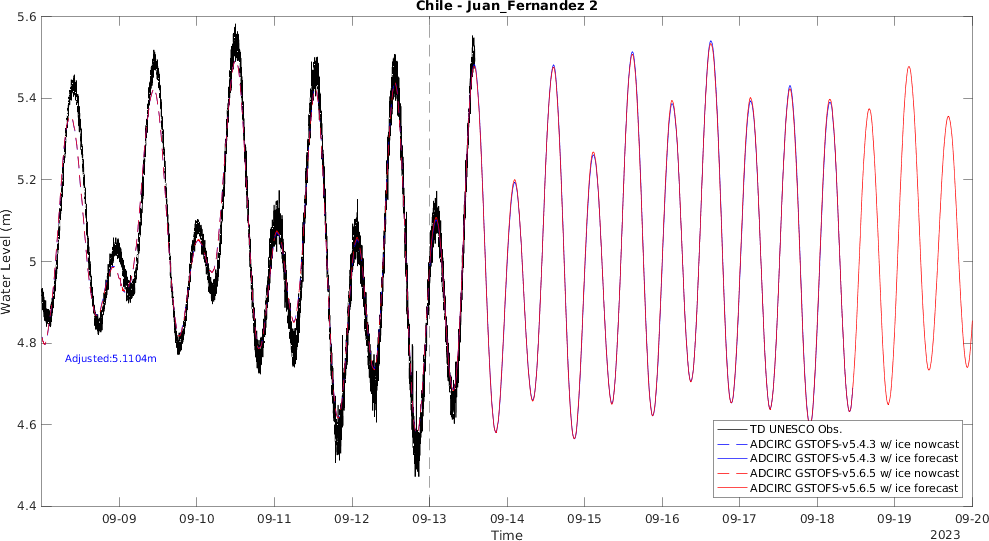 Chile - Juan_Fernandez 2
5.6
5.4
5.2
5
4.8
4.6
4.4
Water Level (m)
Adjusted:5.1104m
TD UNESCO Obs.
ADCIRC GSTOFS-v5.4.3 w/ ice nowcast
ADCIRC GSTOFS-v5.4.3 w/ ice forecast
ADCIRC GSTOFS-v5.6.5 w/ ice nowcast
ADCIRC GSTOFS-v5.6.5 w/ ice forecast
09-09 09-10 09-11 09-12 09-13 09-14 09-15 09-16 09-17 09-18 09-19 09-20
Time
2023